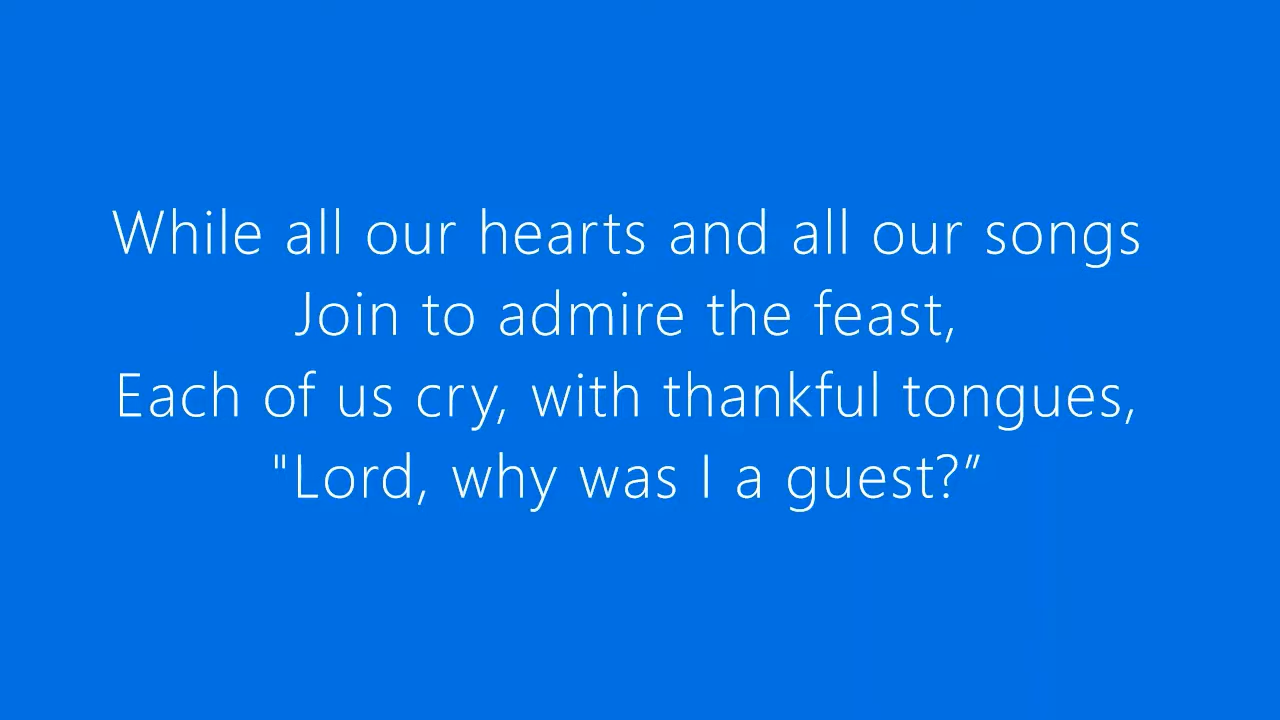 While all our hearts and all our songs
Join to admire the feast,
Each of us cry, with thankful tongues,
"Lord, why was I a guest?”